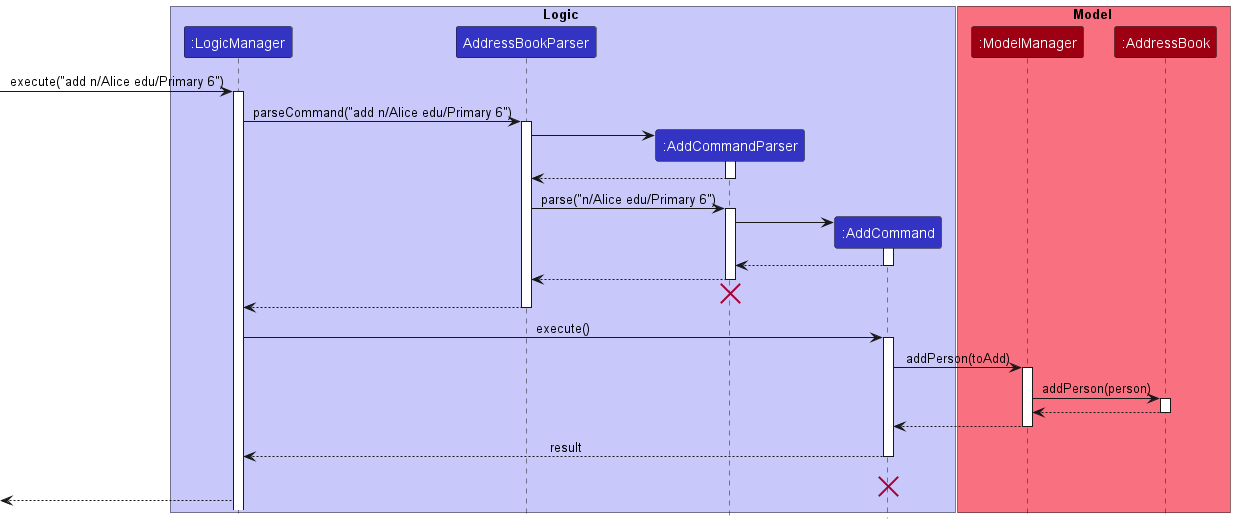 Logic
Model
:LogicManager
AddressBookParser
:ModelManager
:AddressBook
execute("add n/Alice edu/Primary 6")
parseCommand("add n/Alice edu/Primary 6")
:AddCommandParser
parse("n/Alice edu/Primary 6")
:AddCommand
execute()
addPerson(toAdd)
addPerson(person)
result